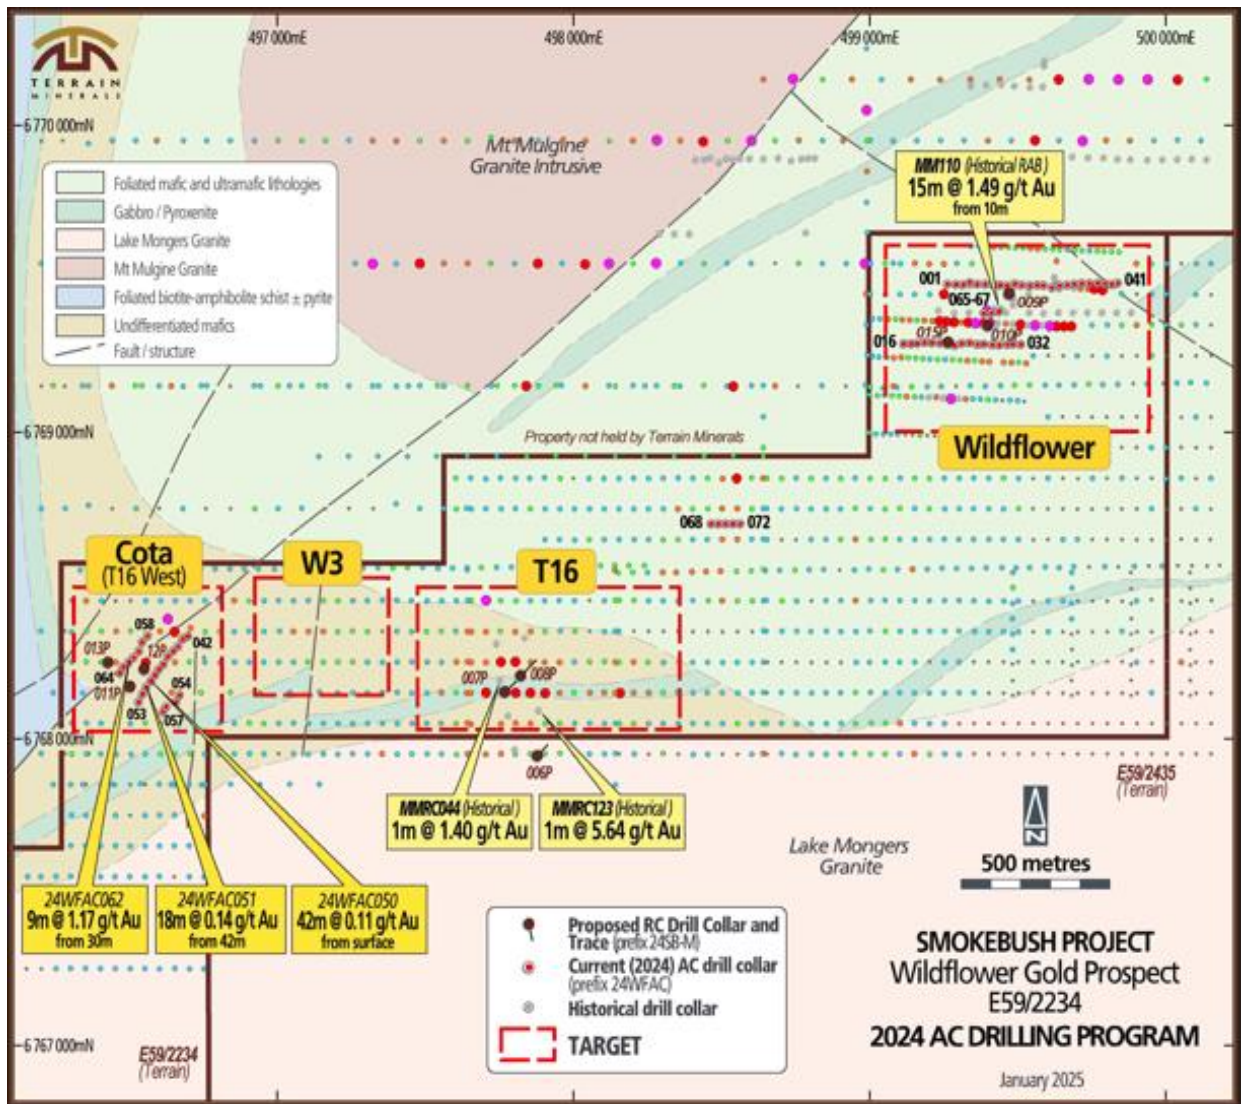 497 000mE
498 000mE
499 000mE
500 000mE
TERRAIN
MINERALS
6 770 000mN
Mt Mulgine
Granite Intrusive
MM110 (Historical RAB)
15m @ 1.49 g/t Au
from 10m
Foliated mafic and ultramafic lithologies
Gabbro / Pyroxenite
Lake Mongers Granite
Mt Mulgine Granite
Foliated biotite-amphibolite schist ± pyrite
Undifferentiated mafics
Fault / structure
001
041
065-67
009P
015P
010P
016
032
6 769 000mN
Property not held by Terrain Minerals
Wildflower
068
072
Cota
(T16 West)
W3
T16
058
042
013P
12P
064
011P
054
053
057
007P
008P
6 768 000mN
006P
E59/2435
(Terrain)
MMRC044 (Historical)
1m @ 1.40 g/t Au
MMRC123 (Historical)
1m @ 5.64 g/t Au
Lake Mongers
Granite
N
500 metres
24WFAC062
9m @ 1.17 g/t Au
from 30m
24WFAC051
18m @ 0.14 g/t Au
from 42m
24WFAC050
42m @ 0.11 g/t Au
from surface
Proposed RC Drill Collar and
Trace (prefix 24SB-M)
Current (2024) AC drill collar
(prefix 24WFAC)
Historical drill collar
TARGET
SMOKEBUSH PROJECT
Wildflower Gold Prospect
E59/2234
2024 AC DRILLING PROGRAM
January 2025
6 767 000mN
E59/2234
(Terrain)